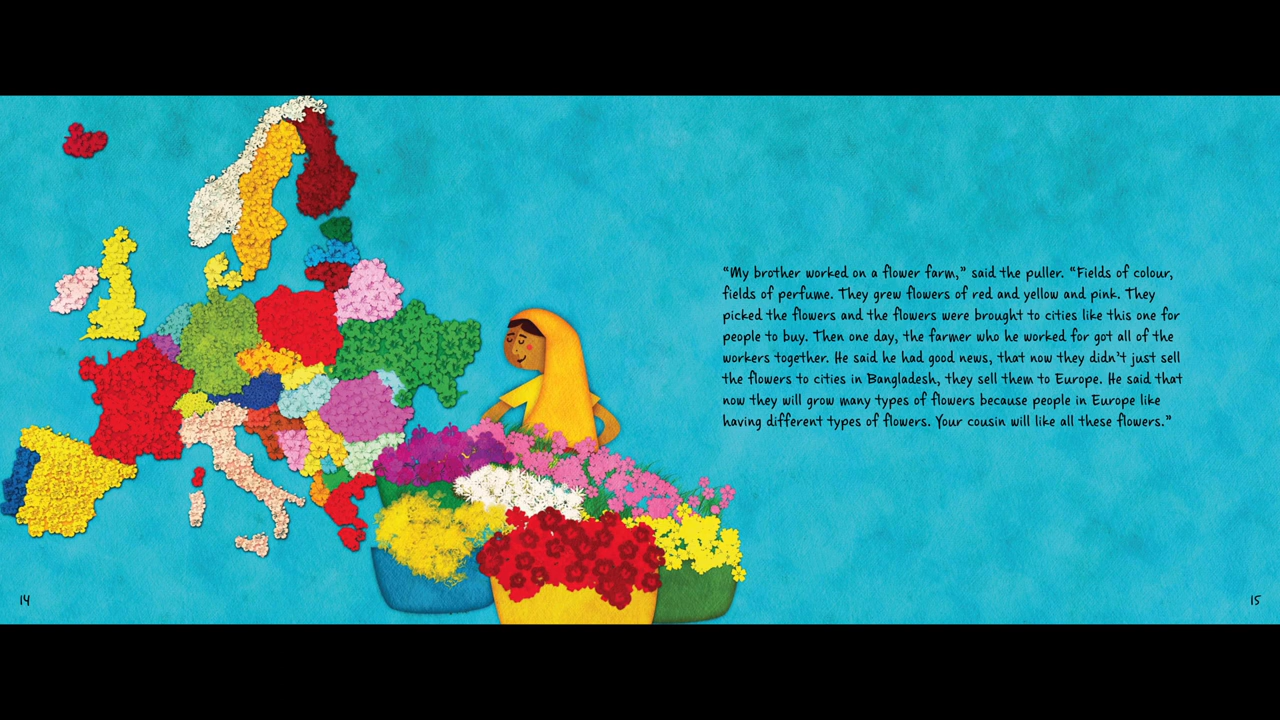 “My brother worked on a flower farm,” said the puller. “Fields of colour,
fields of perfume. They grew flowers of red and yellow and pink. They
picked the flowers and the flowers were brought to cities like this one for
people to buy. Then one day, the farmer who he worked for got all of the
workers together. He said he had good news, that now they didn’t just sell
the flowers to cities in Bangladesh, they sell them to Europe. He said that
now they will grow many types of flowers because people in Europe like
having different types of flowers. Your cousin will like all these flowers.”
14
15